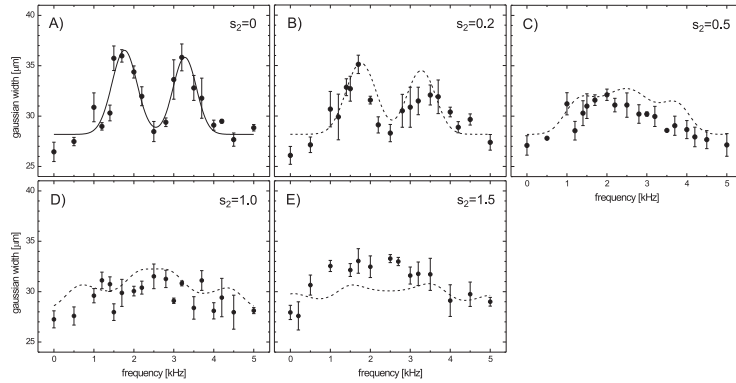 A) s₂=0
B) s₂=0.2
C) s₂=0.5
gaussian width [µm]
40
35
30
25
0 1 2 3 4 5
frequency [kHz]
D) s₂=1.0
E) s₂=1.5
gaussian width [µm]
40
35
30
25
0 1 2 3 4 5
frequency [kHz]
0 1 2 3 4 5
frequency [kHz]